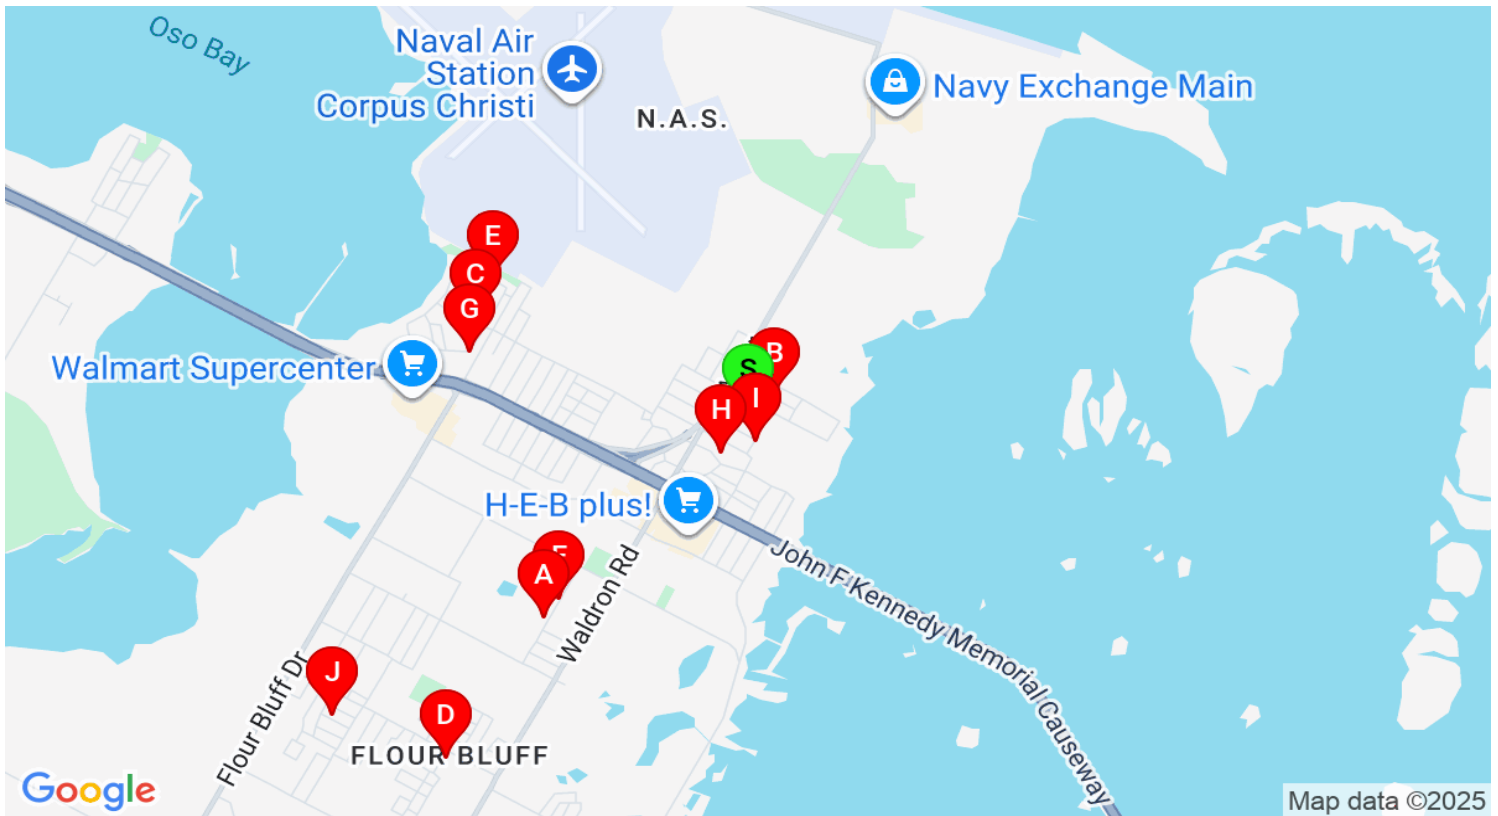 Oso Bay
Naval Air
Station
Corpus Christi
N.A.S.
Navy Exchange Main
E
C
G
Walmart Supercenter
B
S
I
H
H-E-B plus!
F
A
Waldron Rd
John F Kennedy Memorial Causeway
J
D
Flour Bluff Dr
FLOUR BLUFF
Google
Map data ©2025